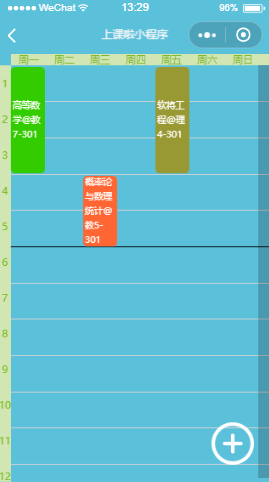 WeChat 13:29 96%
上课啦小程序
周一 周二 周三 周四 周五 周六 周日
1
2
3
4
5
6
7
8
9
10
11
12
高等数
学@教
7-301
软件工
程@理
4-301
概率论
与数理
统计@
教5-
301